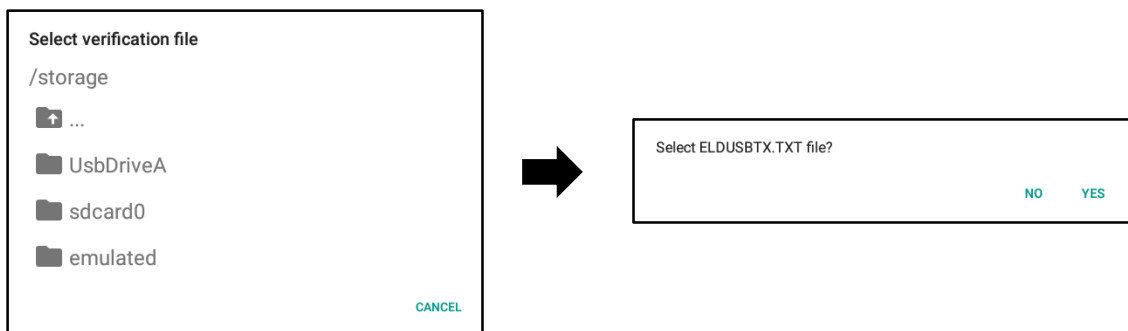 Select verification file
/storage
...
UsbDriveA
sdcard0
emulated
CANCEL
Select ELDUSBTX.TXT file?
NO YES